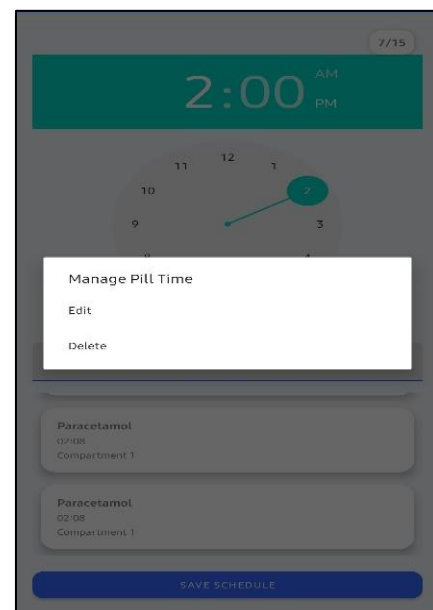 7/15
2:00
AM
PM
12
11
1
10
2
9
3
Manage Pill Time
Edit
Delete
Paracetamol
02:08
Compartment 1
Paracetamol
02:08
Compartment 1
SAVE SCHEDULE